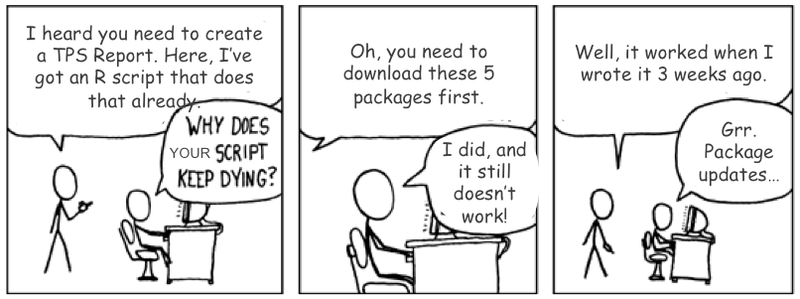 I heard you need to create
a TPS Report. Here, I've
got an R script that does
that already.
WHY DOES
YOUR SCRIPT
KEEP DYING?
Oh, you need to
download these 5
packages first.
I did, and
it still
doesn't
work!
Well, it worked when I
wrote it 3 weeks ago.
Grr.
Package
updates...